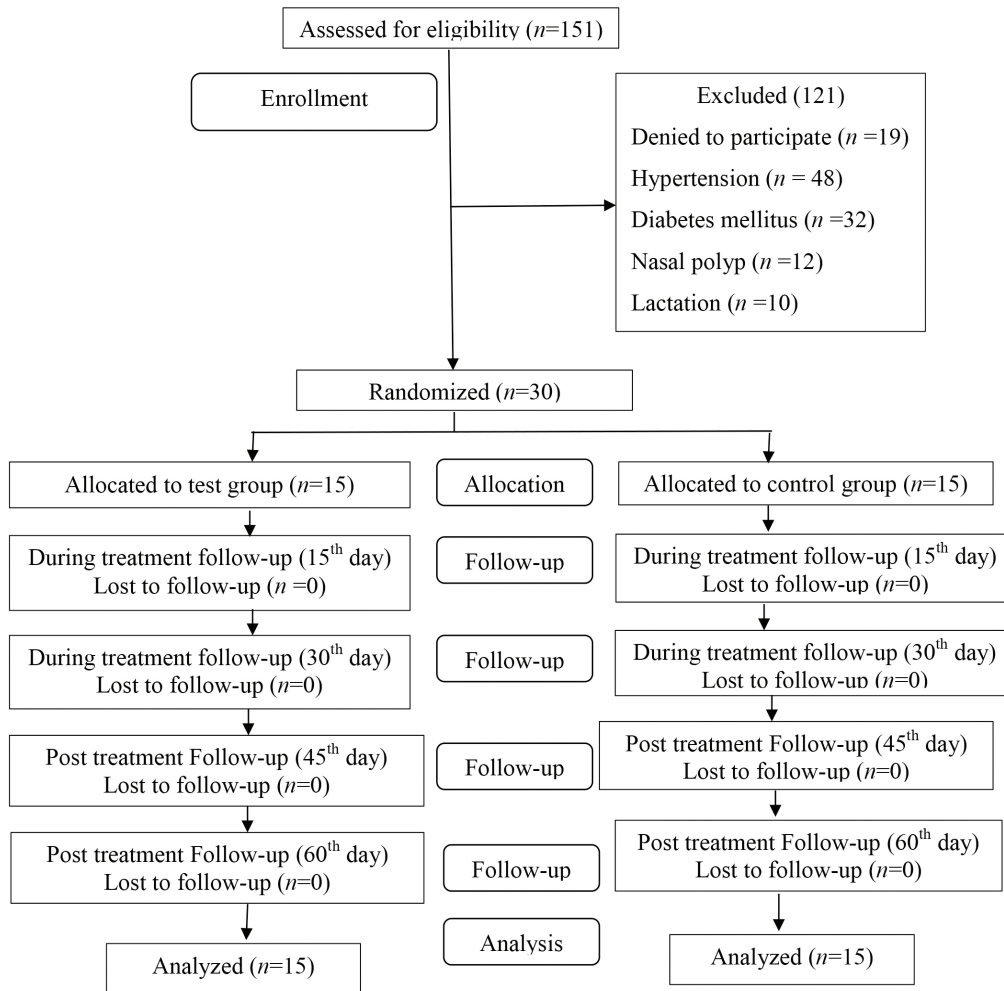 Assessed for eligibility (n=151)
Enrollment
Excluded (121)
Denied to participate (n =19)
Hypertension (n = 48)
Diabetes mellitus (n =32)
Nasal polyp (n =12)
Lactation (n =10)
Randomized (n=30)
Allocated to test group (n=15)
Allocation
Allocated to control group (n=15)
During treatment follow-up (15th day)
Lost to follow-up (n =0)
Follow-up
During treatment follow-up (15th day)
Lost to follow-up (n=0)
During treatment follow-up (30th day)
Lost to follow-up (n=0)
Follow-up
During treatment follow-up (30th day)
Lost to follow-up (n=0)
Post treatment Follow-up (45th day)
Lost to follow-up (n=0)
Follow-up
Post treatment Follow-up (45th day)
Lost to follow-up (n=0)
Post treatment Follow-up (60th day)
Lost to follow-up (n=0)
Follow-up
Post treatment Follow-up (60th day)
Lost to follow-up (n=0)
Analyzed (n=15)
Analysis
Analyzed (n=15)